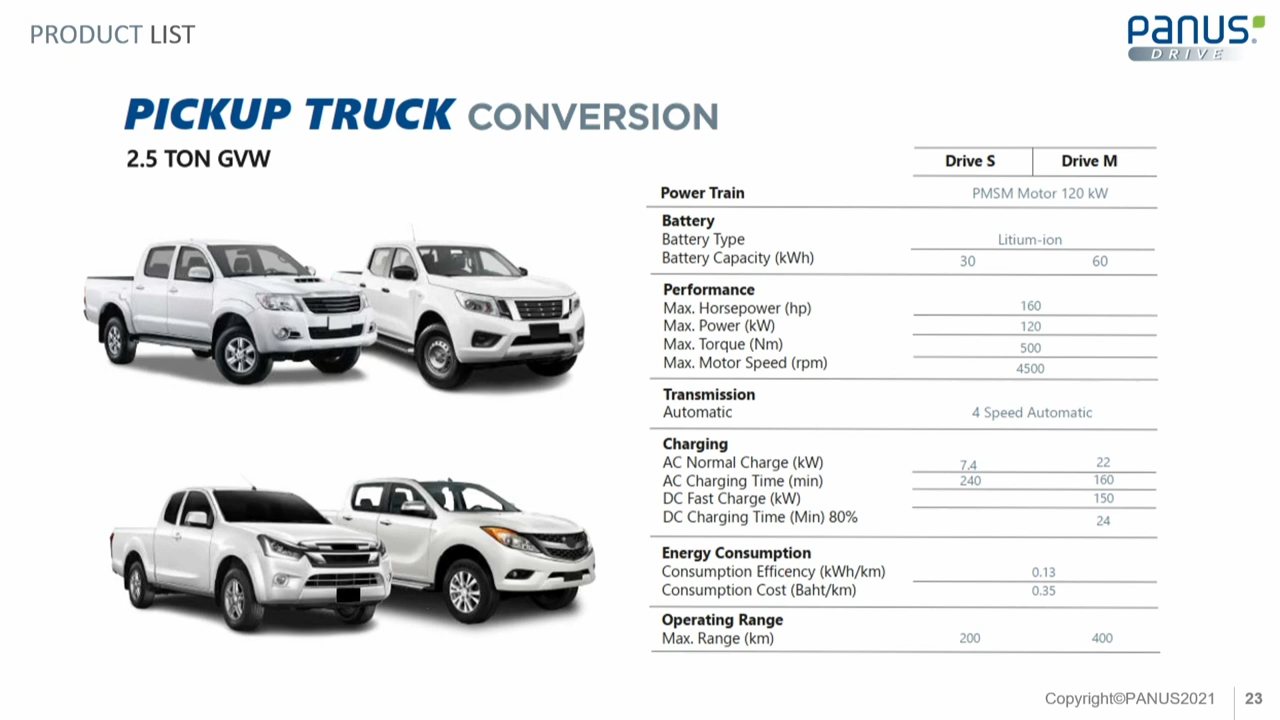 PRODUCT LIST
Panus.
DRIVE
PICKUP TRUCK CONVERSION
2.5 TON GVW
Drive S Drive M
Power Train PMSM Motor 120 kW
Battery
Battery Type Litium-ion
Battery Capacity (kWh) 30 60
Performance
Max. Horsepower (hp) 160
Max. Power (kW) 120
Max. Torque (Nm) 500
Max. Motor Speed (rpm) 4500
Transmission
Automatic 4 Speed Automatic
Charging
AC Normal Charge (kW) 7.4 22
AC Charging Time (min) 240 160
DC Fast Charge (kW) 150
DC Charging Time (Min) 80% 24
Energy Consumption
Consumption Efficency (kWh/km) 0.13
Consumption Cost (Baht/km) 0.35
Operating Range
Max. Range (km) 200 400
Copyright©PANUS2021 23